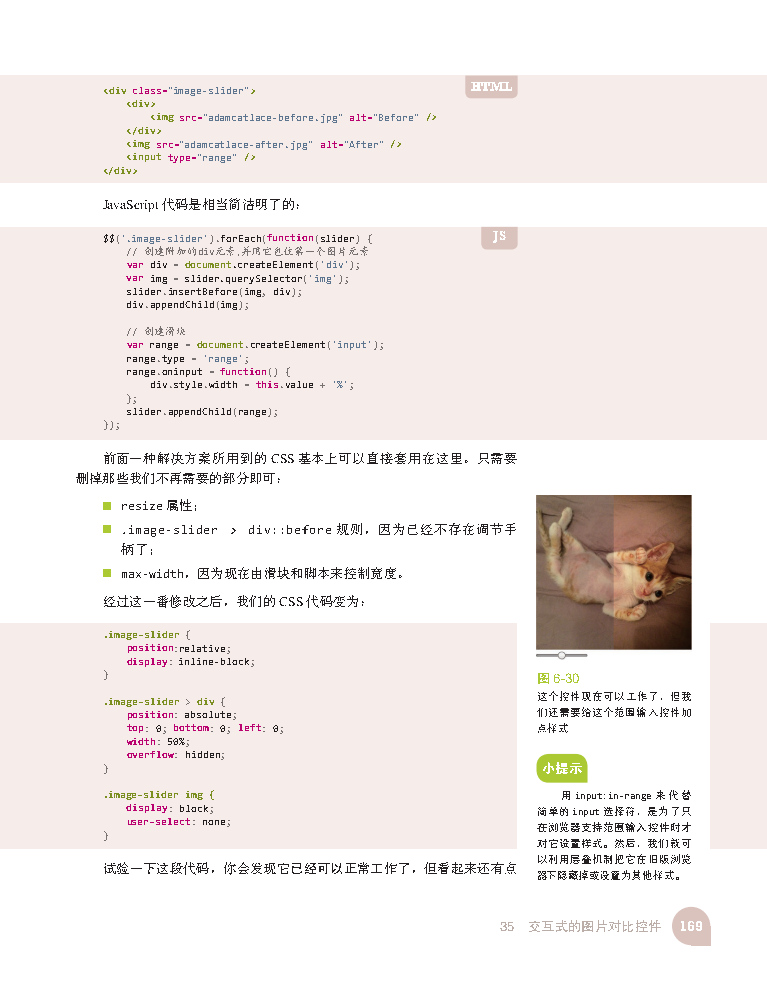 HTML
<div class="image-slider">
    <div>
        <img src="adamcatlace-before.jpg" alt="Before" />
    </div>
    <img src="adamcatlace-after.jpg" alt="After" />
    <input type="range" />
</div>
JavaScript 代码是相当简洁明了的：
JS
$$('.image-slider').forEach(function(slider) {
    // 创建附加的div元素,并用它包住第一个图片元素
    var div = document.createElement('div');
    var img = slider.querySelector('img');
    slider.insertBefore(img, div);
    div.appendChild(img);
    // 创建滑块
    var range = document.createElement('input');
    range.type = 'range';
    range.oninput = function() {
        div.style.width = this.value + '%';
    };
    slider.appendChild(range);
});
前面一种解决方案所用到的 CSS 基本上可以直接套用在这里。只需要
删掉那些我们不再需要的部分即可：
resize 属性；
.image-slider > div::before 规则，因为已经不存在调节手
柄了；
max-width，因为现在由滑块和脚本来控制宽度。
经过这一番修改之后，我们的 CSS 代码变为：
.image-slider {
    position:relative;
    display: inline-block;
}
.image-slider > div {
    position: absolute;
    top: 0; bottom: 0; left: 0;
    width: 50%;
    overflow: hidden;
}
.image-slider img {
    display: block;
    user-select: none;
}
试验一下这段代码，你会发现它已经可以正常工作了，但看起来还有点
图 6-30
这个控件现在可以工作了，但我
们还需要给这个范围输入控件加
点样式
小提示
用 input:in-range 来代替
简单的 input 选择符，是为了只
在浏览器支持范围输入控件时才
对它设置样式。然后，我们就可
以利用层叠机制把它在旧版浏览
器下隐藏掉或设置为其他样式。
35 交互式的图片对比控件 169